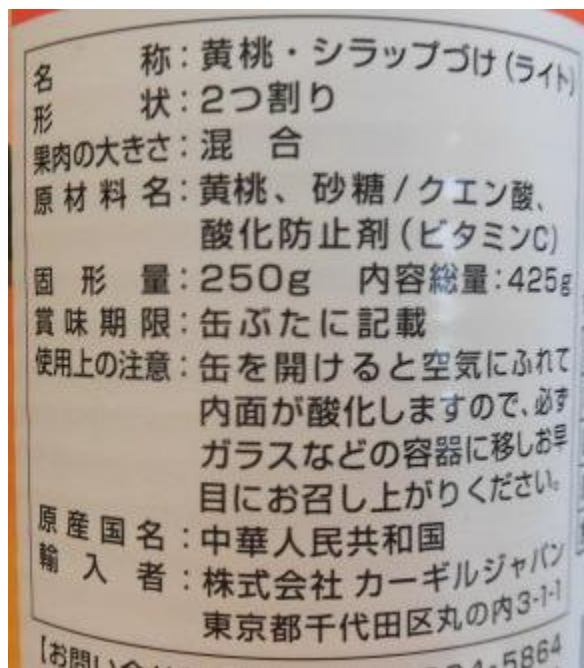 名称：黄桃・シラップづけ(ライト)
形状：2つ割り
果肉の大きさ：混合
原材料名：黄桃、砂糖/クエン酸、
酸化防止剤(ビタミンC)
固形量：250g 内容総量：425g
賞味期限：缶ぶたに記載
使用上の注意：缶を開けると空気にふれて
内面が酸化しますので、必ず
ガラスなどの容器に移しお早
目にお召し上がりください。
原産国名：中華人民共和国
輸入者：株式会社 カーギルジャパン
東京都千代田区丸の内3-1-1
【お問い合
5864